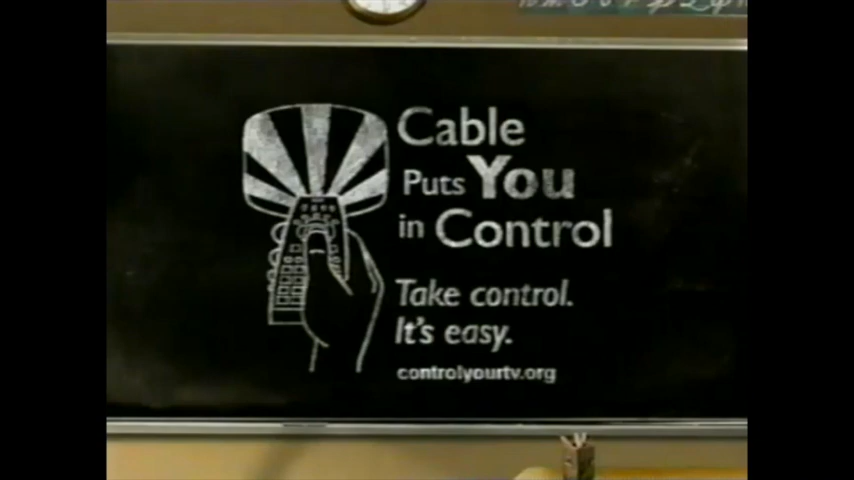 Cable
Puts You
in Control
Take control.
It's easy.
controlyourtv.org